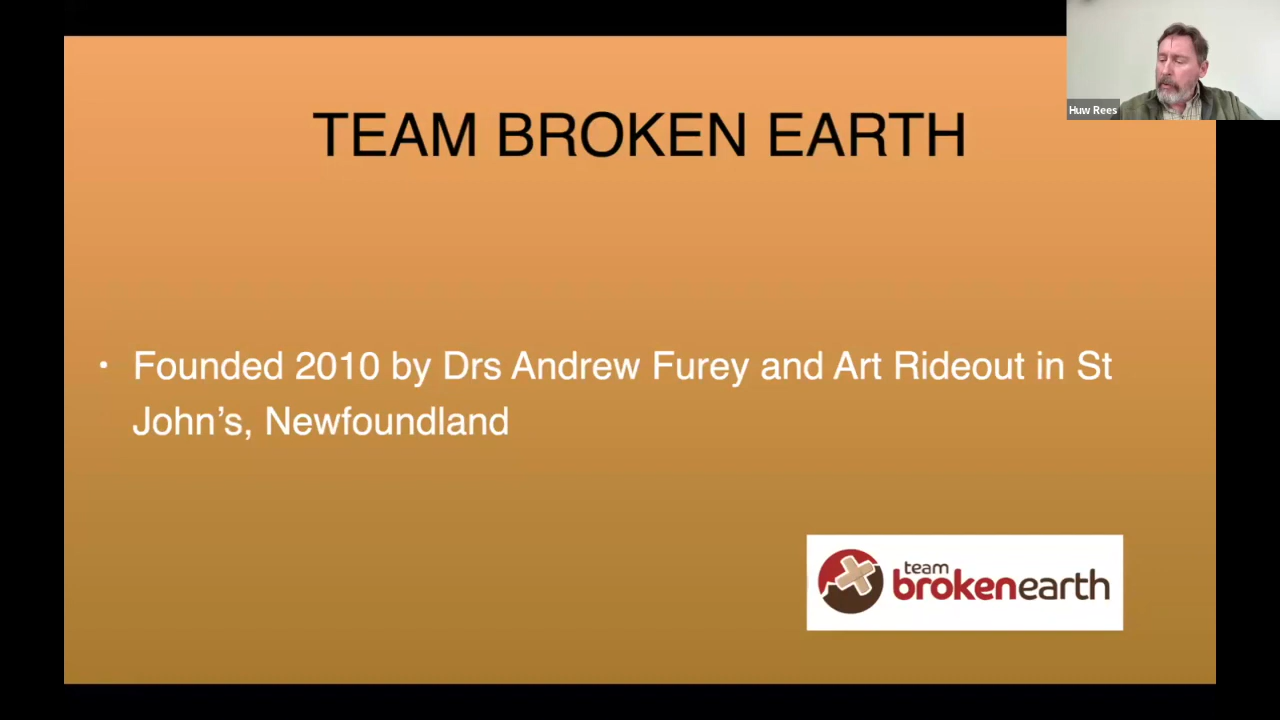 TEAM BROKEN EARTH
Huw Rees
• Founded 2010 by Drs Andrew Furey and Art Rideout in St
John’s, Newfoundland
team
brokenearth